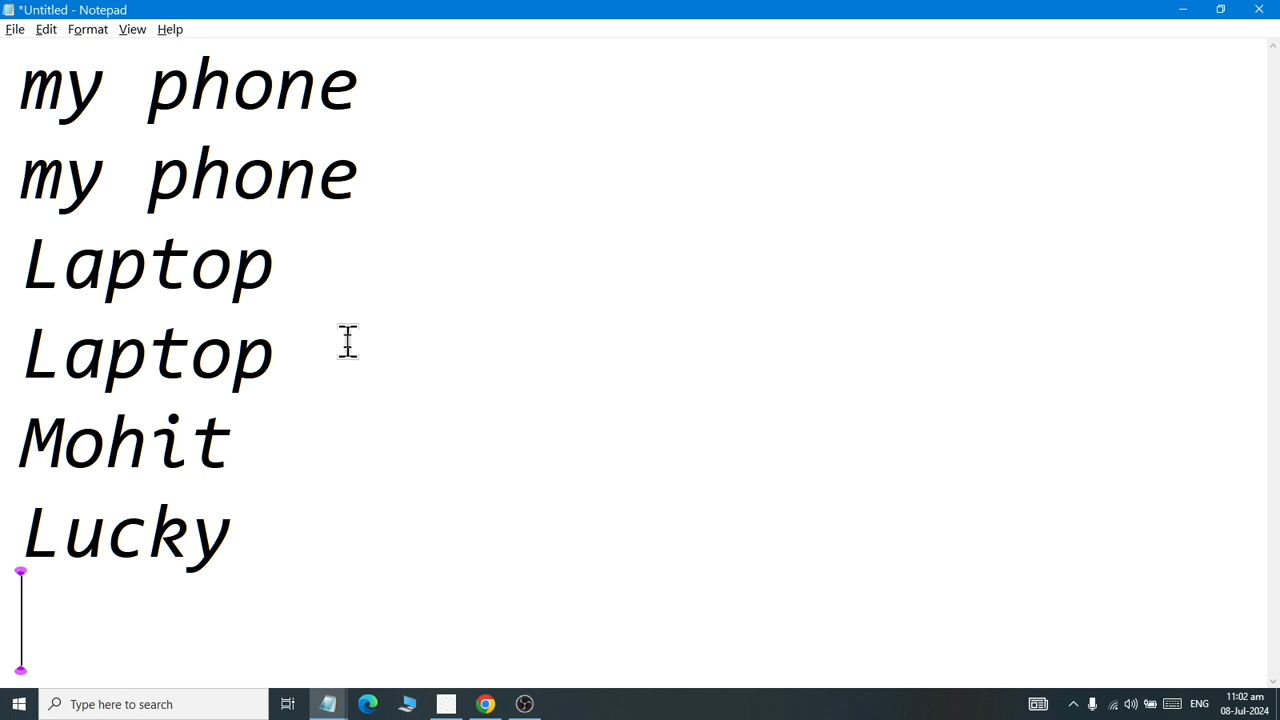 *Untitled - Notepad
File Edit Format View Help
my phone
my phone
Laptop
Laptop
Mohit
Lucky
Type here to search
ENG
11:02 am
08-Jul-2024